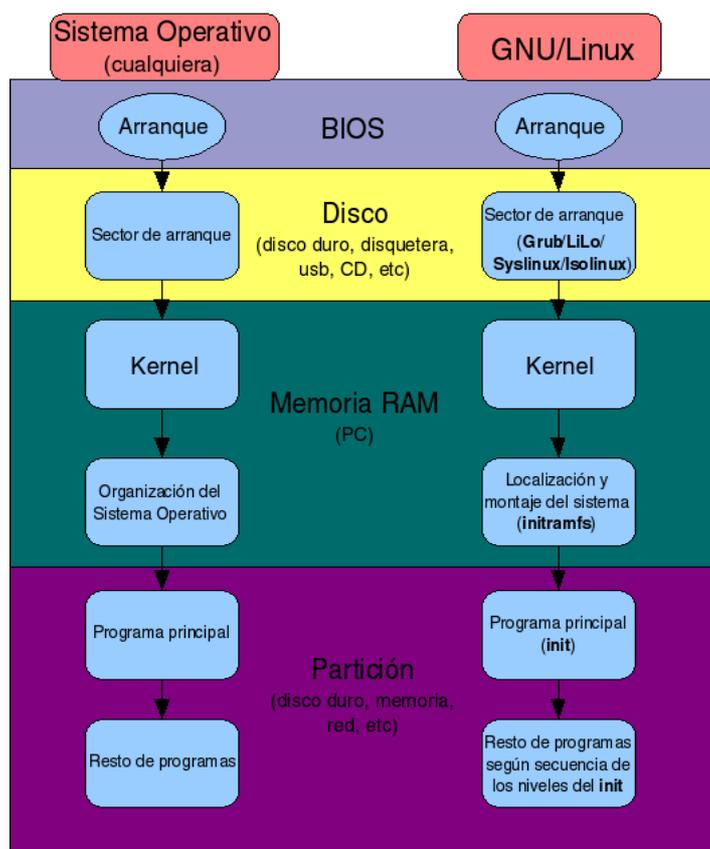 Sistema Operativo
(cualquiera)
GNU/Linux
Arranque
BIOS
Arranque
Sector de arranque
Disco
(disco duro, disquetera,
usb, CD, etc)
Sector de arranque
(Grub/LiLo/
Syslinux/Isolinux)
Kernel
Memoria RAM
(PC)
Kernel
Organización del
Sistema Operativo
Localización y
montaje del sistema
(initramfs)
Programa principal
Partición
(disco duro, memoria,
red, etc)
Programa principal
(init)
Resto de programas
Resto de programas
según secuencia de
los niveles del init